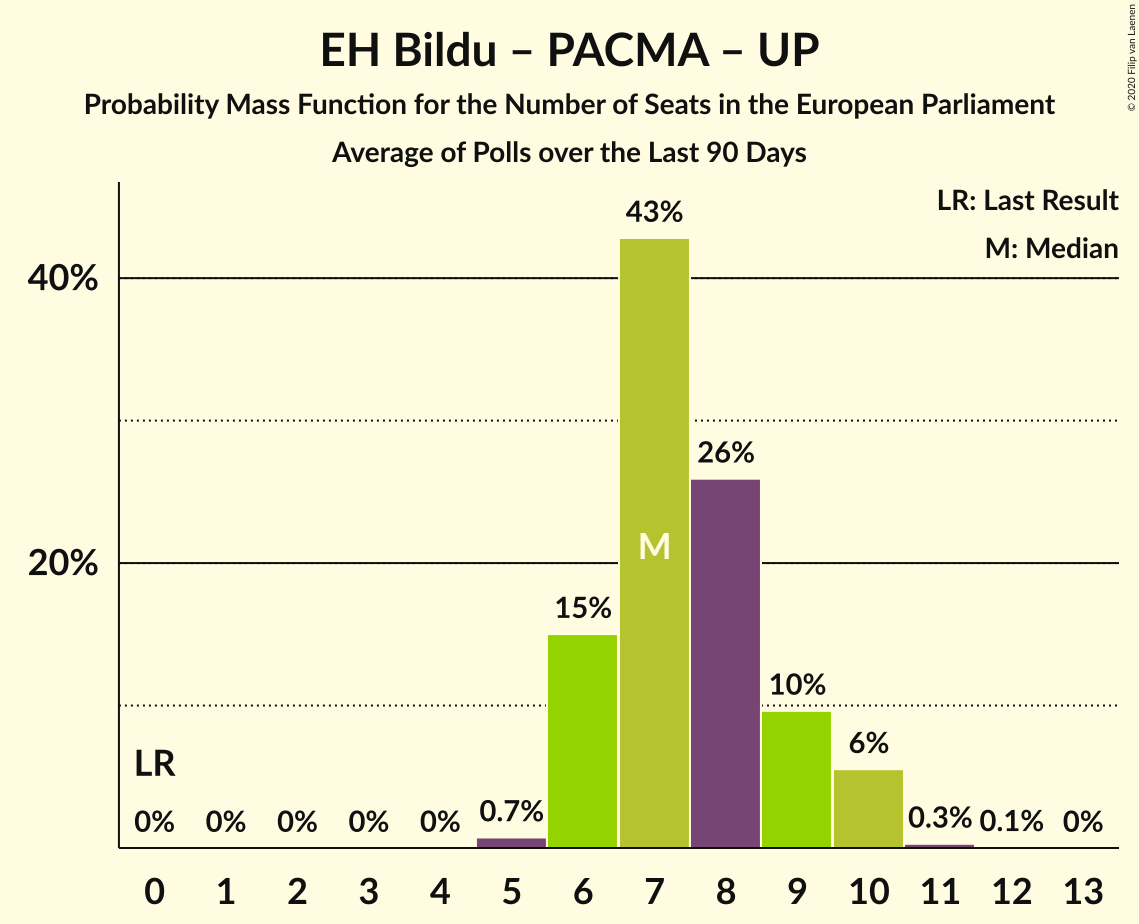 EH Bildu – PACMA – UP
Probability Mass Function for the Number of Seats in the European Parliament
Average of Polls over the Last 90 Days
© 2020 Filip van Laenen
LR: Last Result
M: Median
43%
40%
26%
M
20%
15%
10%
6%
LR
0% 0% 0% 0% 0% 0.7% 0.3% 0.1% 0%
0 1 2 3 4 5 6 7 8 9 10 11 12 13